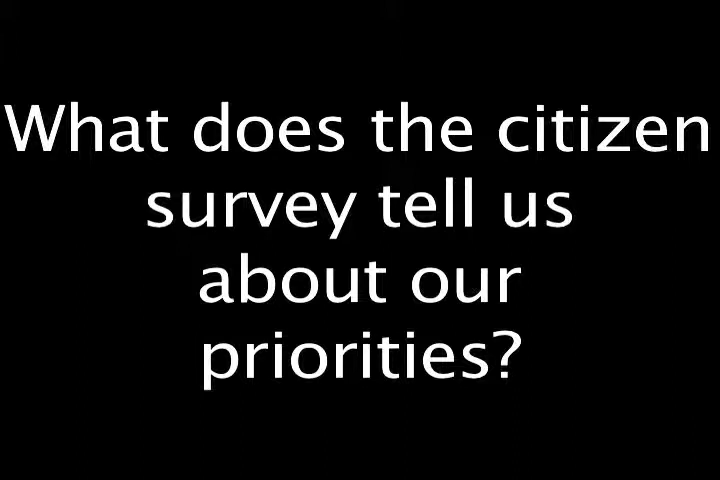 What does the citizen
survey tell us
about our
priorities?